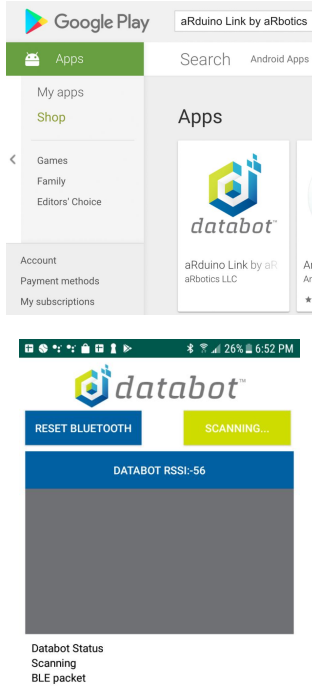 Google Play
aRduino Link by aRbotics
Apps
Search
Android Apps
My apps
Shop
Apps
Games
Family
Editors' Choice
databot™
Account
Payment methods
My subscriptions
aRduino Link by aR
aRbotics LLC
26% 6:52 PM
databot™
RESET BLUETOOTH
SCANNING...
DATABOT RSSI:-56
Databot Status
Scanning
BLE packet